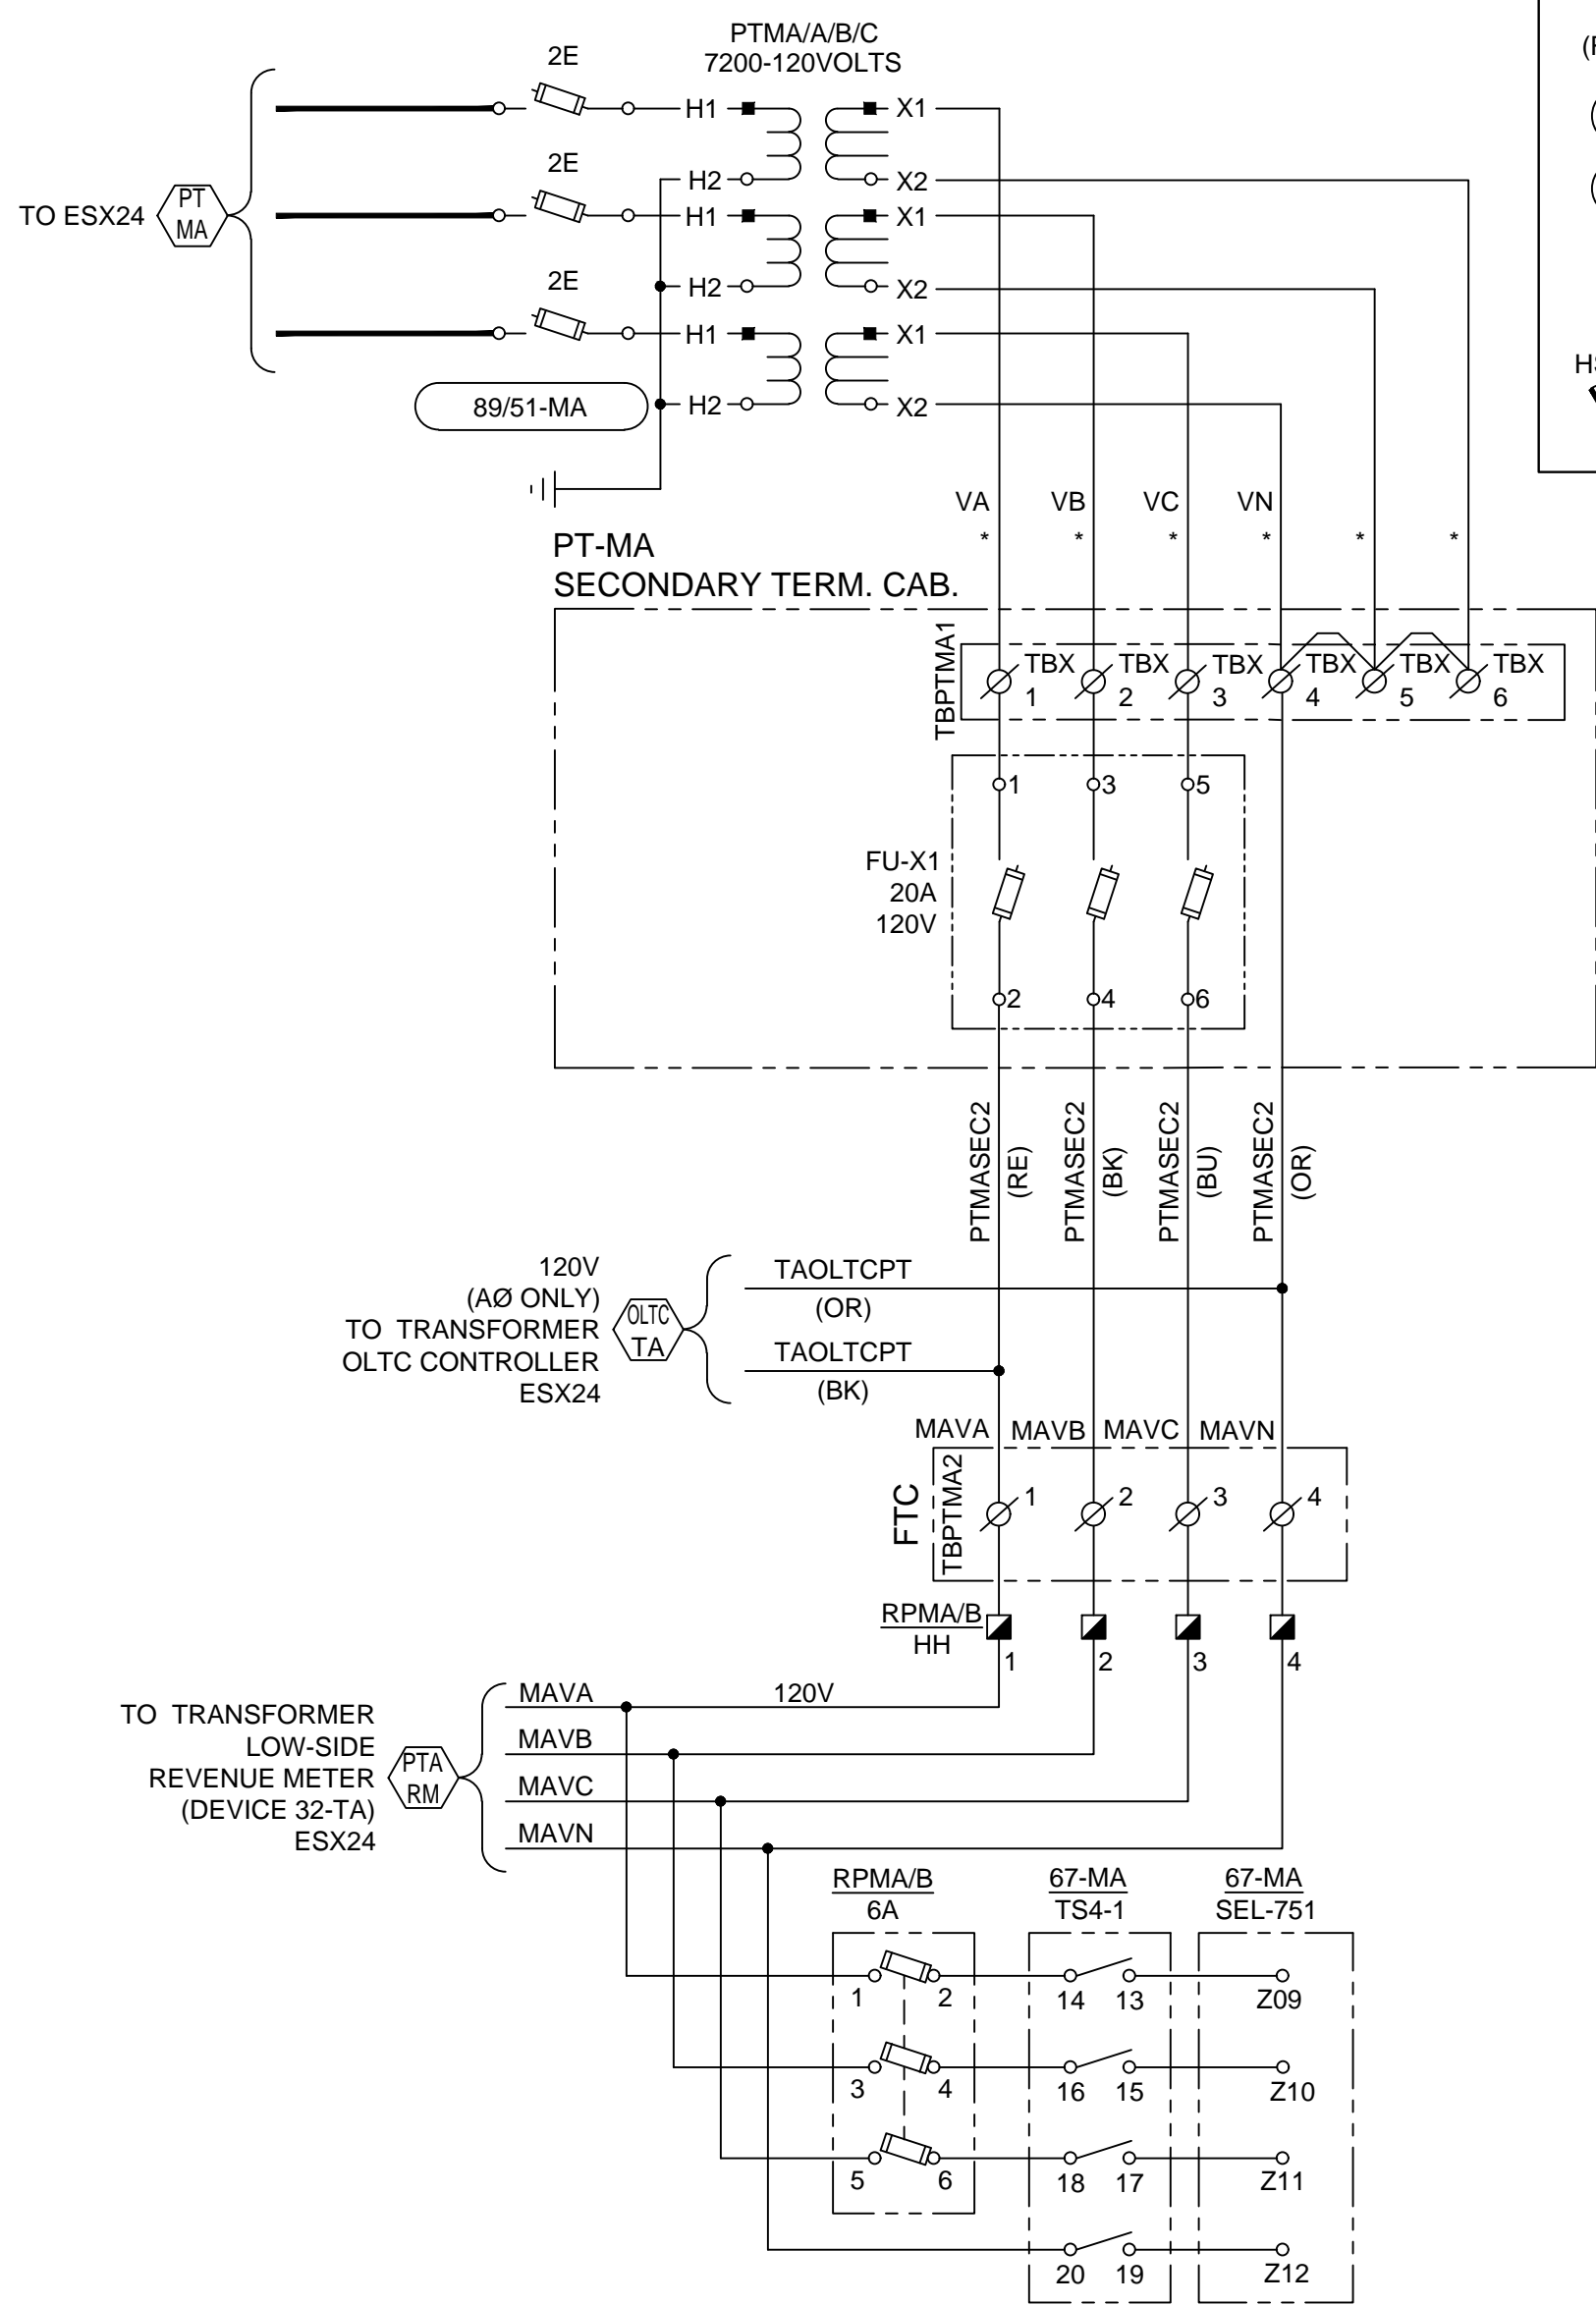 PTMA/A/B/C
7200-120VOLTS
2E
H1
X1
H2
X2
2E
TO ESX24
PT
MA
H1
X1
H2
X2
2E
H1
X1
89/51-MA
H2
X2
VA
VB
VC
VN
*
*
*
*
*
*
PT-MA
SECONDARY TERM. CAB.
TBPTMA1
TBX
1
TBX
2
TBX
3
TBX
4
TBX
5
TBX
6
1
3
5
FU-X1
20A
120V
2
4
6
PTMASEC2
(RE)
PTMASEC2
(BK)
PTMASEC2
(BU)
PTMASEC2
(OR)
120V
(AØ ONLY)
TO TRANSFORMER
OLTC CONTROLLER
ESX24
OLTC
TA
TAOLTCPT
(OR)
TAOLTCPT
(BK)
MAVA
MAVB
MAVC
MAVN
FTC
TBPTMA2
1
2
3
4
RPMA/B
HH
1
2
3
4
TO TRANSFORMER
LOW-SIDE
REVENUE METER
(DEVICE 32-TA)
ESX24
PTA
RM
MAVA
120V
MAVB
MAVC
MAVN
RPMA/B
6A
67-MA
TS4-1
67-MA
SEL-751
1
2
14
13
Z09
3
4
16
15
Z10
5
6
18
17
Z11
20
19
Z12